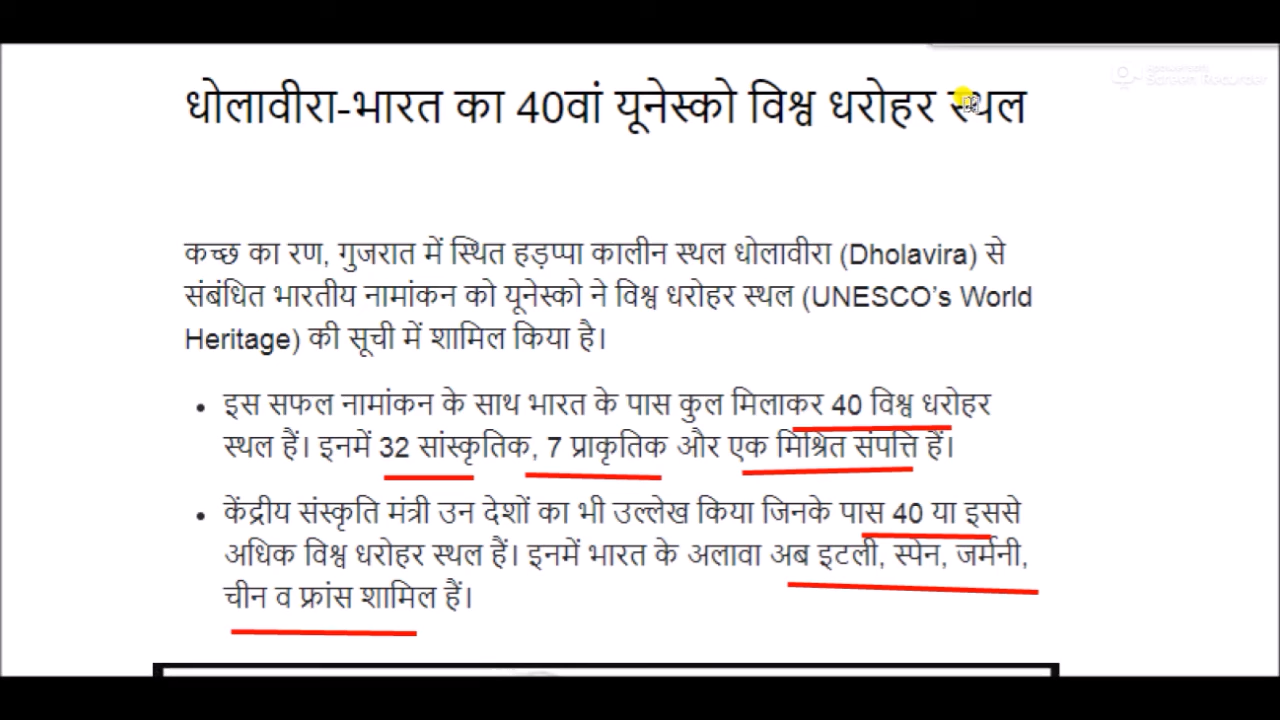 Screen Recorder
धोलावीरा-भारत का 40वां यूनेस्को विश्व धरोहर स्थल
कच्छ का रण, गुजरात में स्थित हड़प्पा कालीन स्थल धोलावीरा (Dholavira) से
संबंधित भारतीय नामांकन को यूनेस्को ने विश्व धरोहर स्थल (UNESCO’s World
Heritage) की सूची में शामिल किया है।
• इस सफल नामांकन के साथ भारत के पास कुल मिलाकर 40 विश्व धरोहर
स्थल हैं। इनमें 32 सांस्कृतिक, 7 प्राकृतिक और एक मिश्रित संपत्ति हैं।
• केंद्रीय संस्कृति मंत्री उन देशों का भी उल्लेख किया जिनके पास 40 या इससे
अधिक विश्व धरोहर स्थल हैं। इनमें भारत के अलावा अब इटली, स्पेन, जर्मनी,
चीन व फ्रांस शामिल हैं।